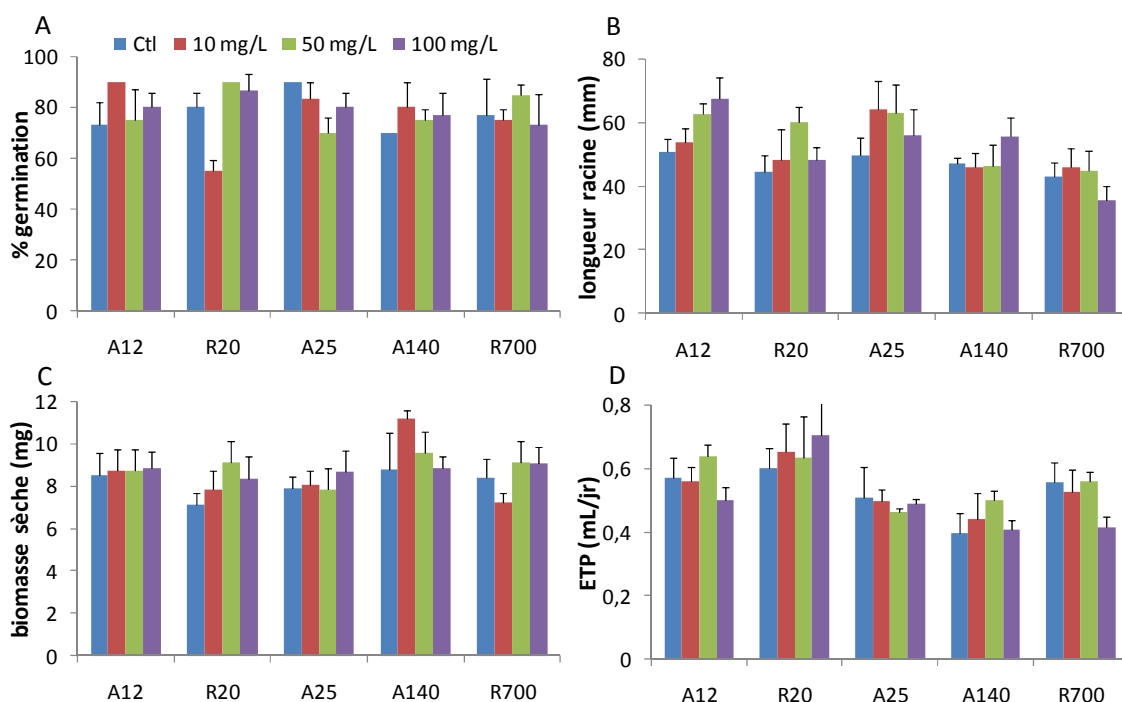 A
Ctl 10 mg/L 50 mg/L 100 mg/L
100
80
60
40
20
0
% germination
A12 R20 A25 A140 R700
B
80
60
40
20
0
longueur racine (mm)
A12 R20 A25 A140 R700
C
12
10
8
6
4
2
0
biomasse sèche (mg)
A12 R20 A25 A140 R700
D
0,8
0,6
0,4
0,2
0
ETP (mL/jr)
A12 R20 A25 A140 R700